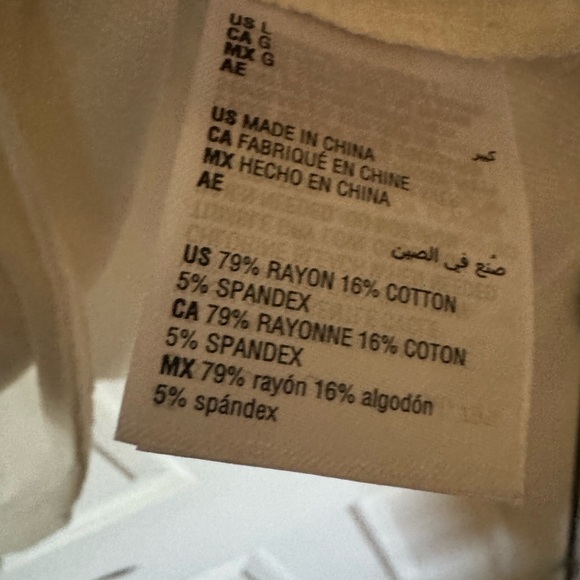 US L
CA G
MX G
AE
كبير
US MADE IN CHINA
CA FABRIQUÉ EN CHINE
MX HECHO EN CHINA
AE
صُنع في الصين
US 79% RAYON 16% COTTON
5% SPANDEX
CA 79% RAYONNE 16% COTON
5% SPANDEX
MX 79% rayón 16% algodón
5% spándex